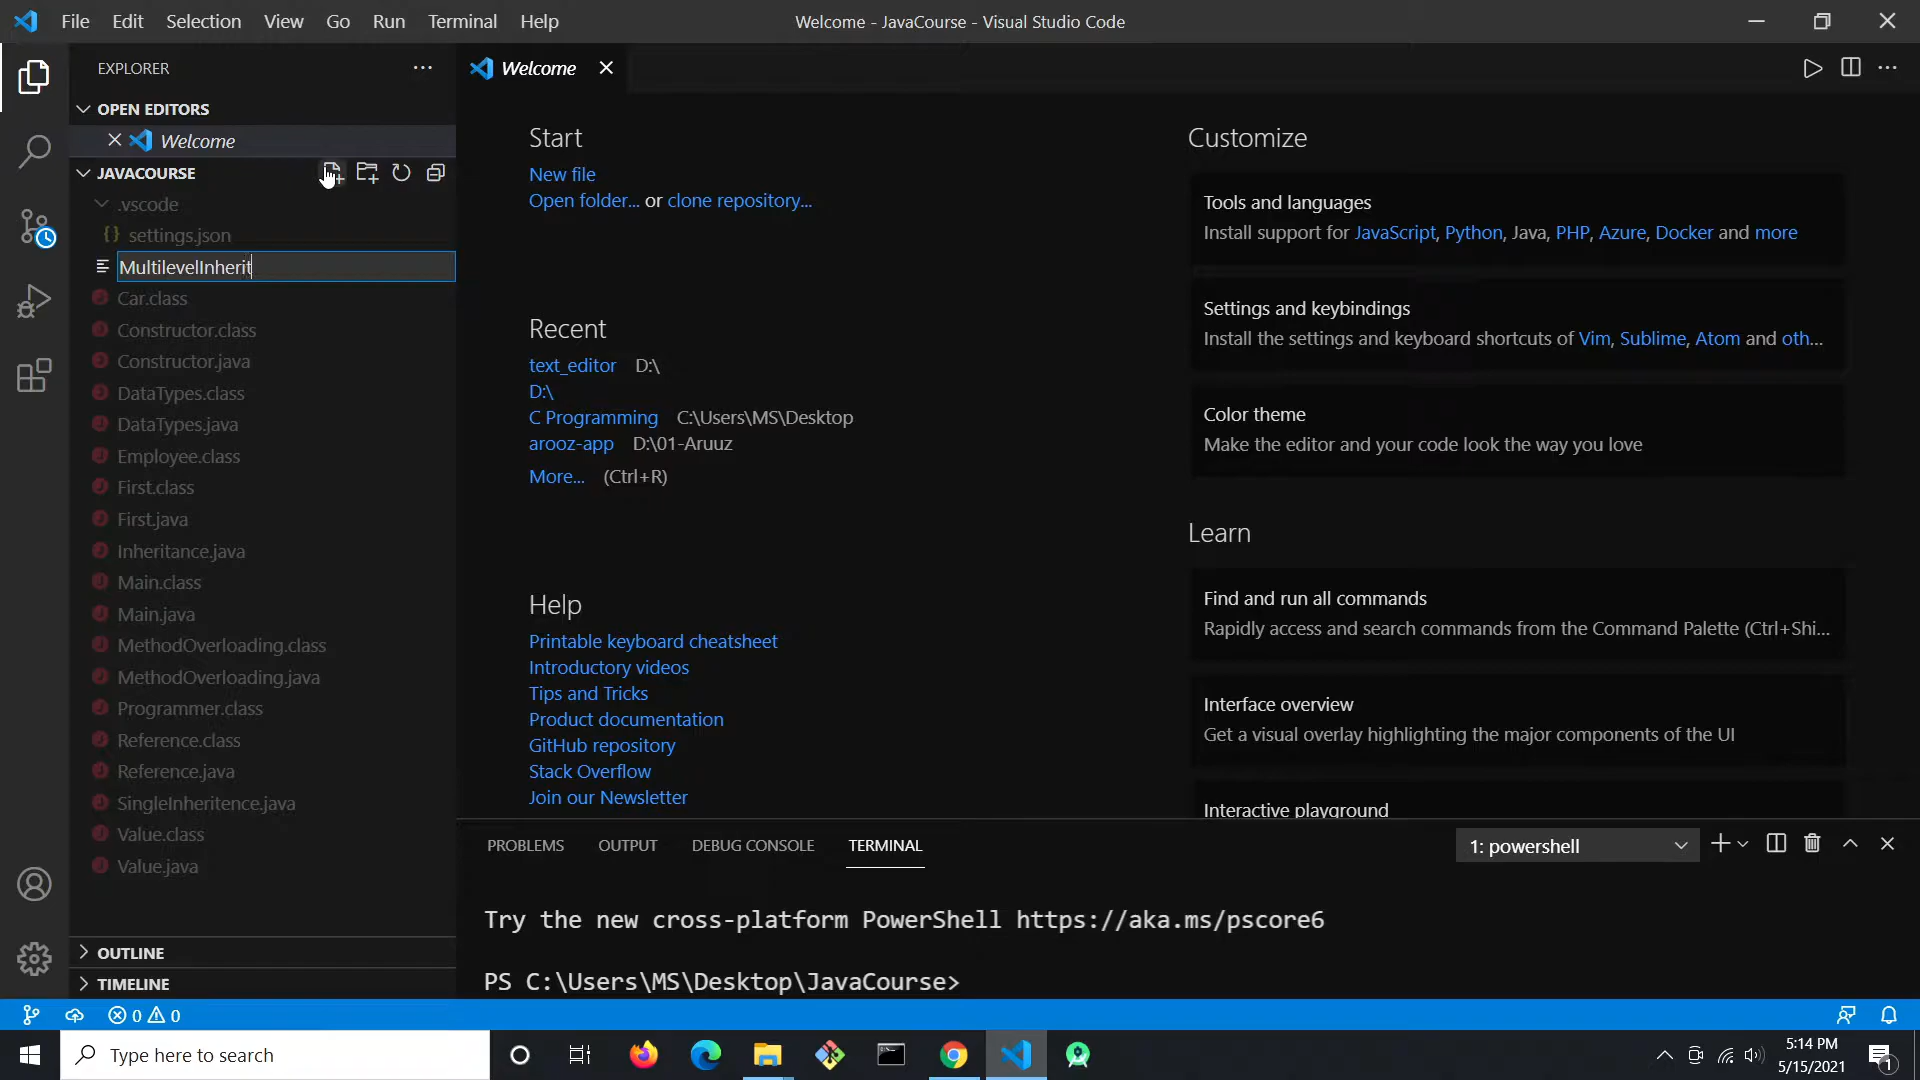 File Edit Selection View Go Run Terminal Help
Welcome - JavaCourse - Visual Studio Code
EXPLORER
OPEN EDITORS
Welcome
JAVACOURSE
.vscode
{} settings.json
MultilevelInherit
Car.class
Constructor.class
Constructor.java
DataTypes.class
DataTypes.java
Employee.class
First.class
First.java
Inheritance.java
Main.class
Main.java
MethodOverloading.class
MethodOverloading.java
Programmer.class
Reference.class
Reference.java
SingleInheritence.java
Value.class
Value.java
OUTLINE
TIMELINE
Welcome
Start
New file
Open folder... or clone repository...
Recent
text_editor D:\
D:\
C Programming C:\Users\MS\Desktop
arooz-app D:\01-Aruuz
More... (Ctrl+R)
Help
Printable keyboard cheatsheet
Introductory videos
Tips and Tricks
Product documentation
GitHub repository
Stack Overflow
Join our Newsletter
Customize
Tools and languages
Install support for JavaScript, Python, Java, PHP, Azure, Docker and more
Settings and keybindings
Install the settings and keyboard shortcuts of Vim, Sublime, Atom and oth...
Color theme
Make the editor and your code look the way you love
Learn
Find and run all commands
Rapidly access and search commands from the Command Palette (Ctrl+Shi...
Interface overview
Get a visual overlay highlighting the major components of the UI
Interactive playground
PROBLEMS OUTPUT DEBUG CONSOLE TERMINAL
1: powershell
Try the new cross-platform PowerShell https://aka.ms/pscore6
PS C:\Users\MS\Desktop\JavaCourse>
0 0
Type here to search
5:14 PM
5/15/2021
1